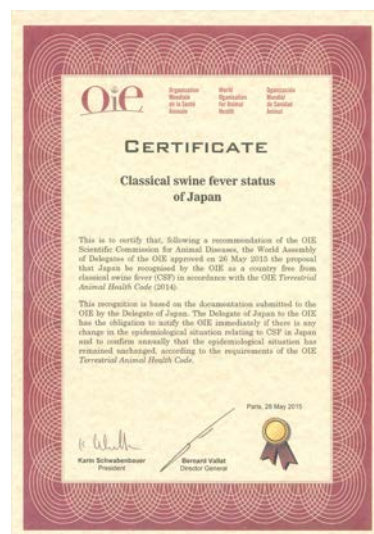 Oie
Organisation Mondiale de la Santé Animale
World Organisation for Animal Health
Organización Mundial de Sanidad Animal
CERTIFICATE
Classical swine fever status
of Japan
This is to certify that, following a recommendation of the OIE
Scientific Commission for Animal Diseases, the World Assembly
of Delegates of the OIE approved on 26 May 2015 the proposal
that Japan be recognised by the OIE as a country free from
classical swine fever (CSF) in accordance with the OIE Terrestrial
Animal Health Code (2014).
This recognition is based on the documentation submitted to the
OIE by the Delegate of Japan. The Delegate of Japan to the OIE
has the obligation to notify the OIE immediately if there is any
change in the epidemiological situation relating to CSF in Japan
and to confirm annually that the epidemiological situation has
remained unchanged, according to the requirements of the OIE
Terrestrial Animal Health Code.
Paris, 28 May 2015
Karin Schwabenbauer
President
Bernard Vallat
Director General